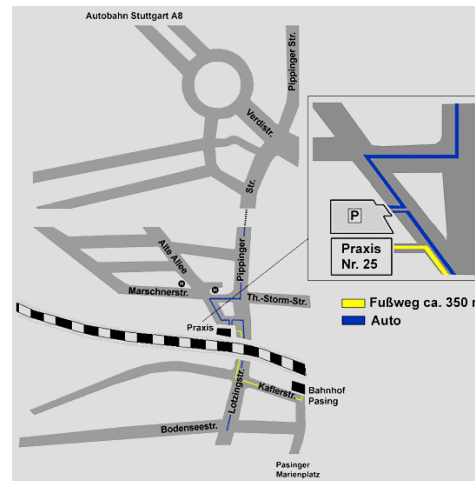 Autobahn Stuttgart A8
Pippinger Str.
Verdistr.
Str.
P
Praxis
Nr. 25
Alte Allee
Pippinger
H
H
Marschnerstr.
Th.-Storm-Str.
Fußweg ca. 350 m
Auto
Praxis
Lotzingstr.
Kaflerstr.
Bahnhof
Pasing
Bodenseestr.
Pasinger
Marienplatz